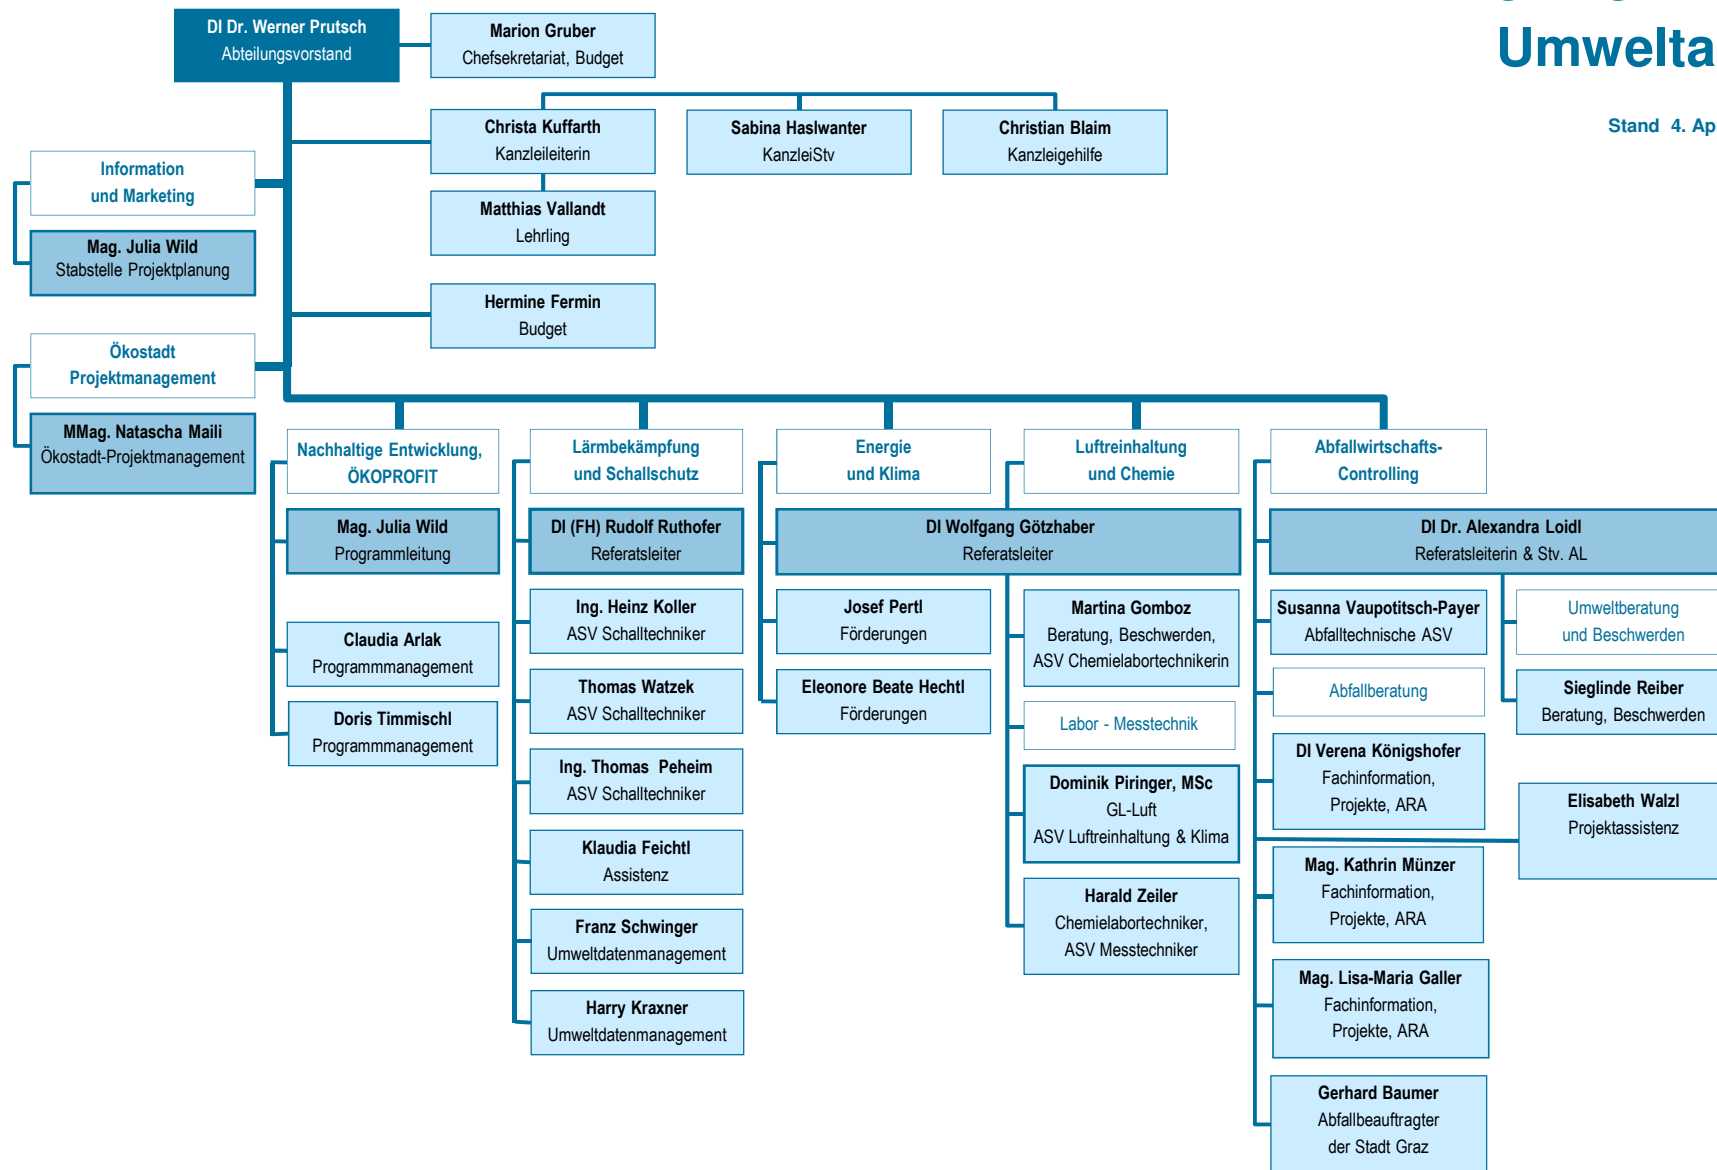 Umwelta
Stand 4. Ap
DI Dr. Werner Prutsch
Abteilungsvorstand
Marion Gruber
Chefsekretariat, Budget
Christa Kuffarth
Kanzleileiterin
Sabina Haslwanter
KanzleiStv
Christian Blaim
Kanzleigehilfe
Matthias Vallandt
Lehrling
Hermine Fermin
Budget
Information
und Marketing
Mag. Julia Wild
Stabstelle Projektplanung
Ökostadt
Projektmanagement
MMag. Natascha Maili
Ökostadt-Projektmanagement
Nachhaltige Entwicklung,
ÖKOPROFIT
Mag. Julia Wild
Programmleitung
Claudia Arlak
Programmmanagement
Doris Timmischl
Programmmanagement
Lärmbekämpfung
und Schallschutz
DI (FH) Rudolf Ruthofer
Referatsleiter
Ing. Heinz Koller
ASV Schalltechniker
Thomas Watzek
ASV Schalltechniker
Ing. Thomas Peheim
ASV Schalltechniker
Klaudia Feichtl
Assistenz
Franz Schwinger
Umweltdatenmanagement
Harry Kraxner
Umweltdatenmanagement
Energie
und Klima
Luftreinhaltung
und Chemie
DI Wolfgang Götzhaber
Referatsleiter
Josef Pertl
Förderungen
Eleonore Beate Hechtl
Förderungen
Martina Gomboz
Beratung, Beschwerden,
ASV Chemielabortechnikerin
Labor - Messtechnik
Dominik Piringer, MSc
GL-Luft
ASV Luftreinhaltung & Klima
Harald Zeiler
Chemielabortechniker,
ASV Messtechniker
Abfallwirtschafts-
Controlling
DI Dr. Alexandra Loidl
Referatsleiterin & Stv. AL
Susanna Vaupotitsch-Payer
Abfalltechnische ASV
Abfallberatung
DI Verena Königshofer
Fachinformation,
Projekte, ARA
Mag. Kathrin Münzer
Fachinformation,
Projekte, ARA
Mag. Lisa-Maria Galler
Fachinformation,
Projekte, ARA
Gerhard Baumer
Abfallbeauftragter
der Stadt Graz
Umweltberatung
und Beschwerden
Sieglinde Reiber
Beratung, Beschwerden
Elisabeth Walzl
Projektassistenz